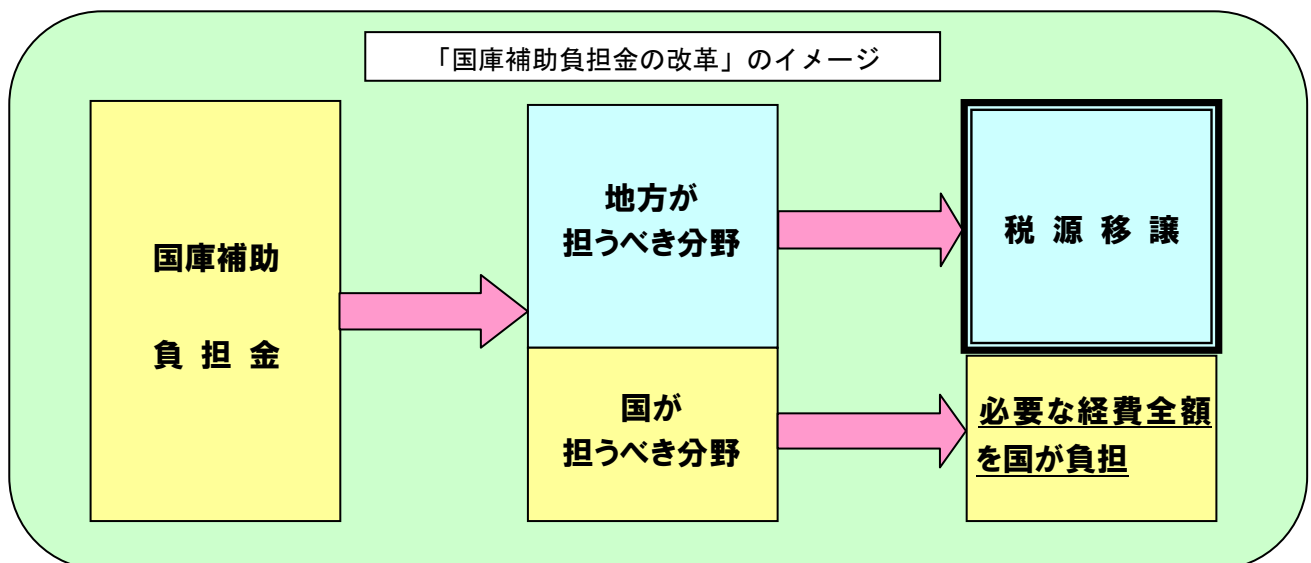 「国庫補助負担金の改革」のイメージ
国庫補助
負 担 金
地方が
担うべき分野
国が
担うべき分野
税 源 移 譲
必要な経費全額
を国が負担